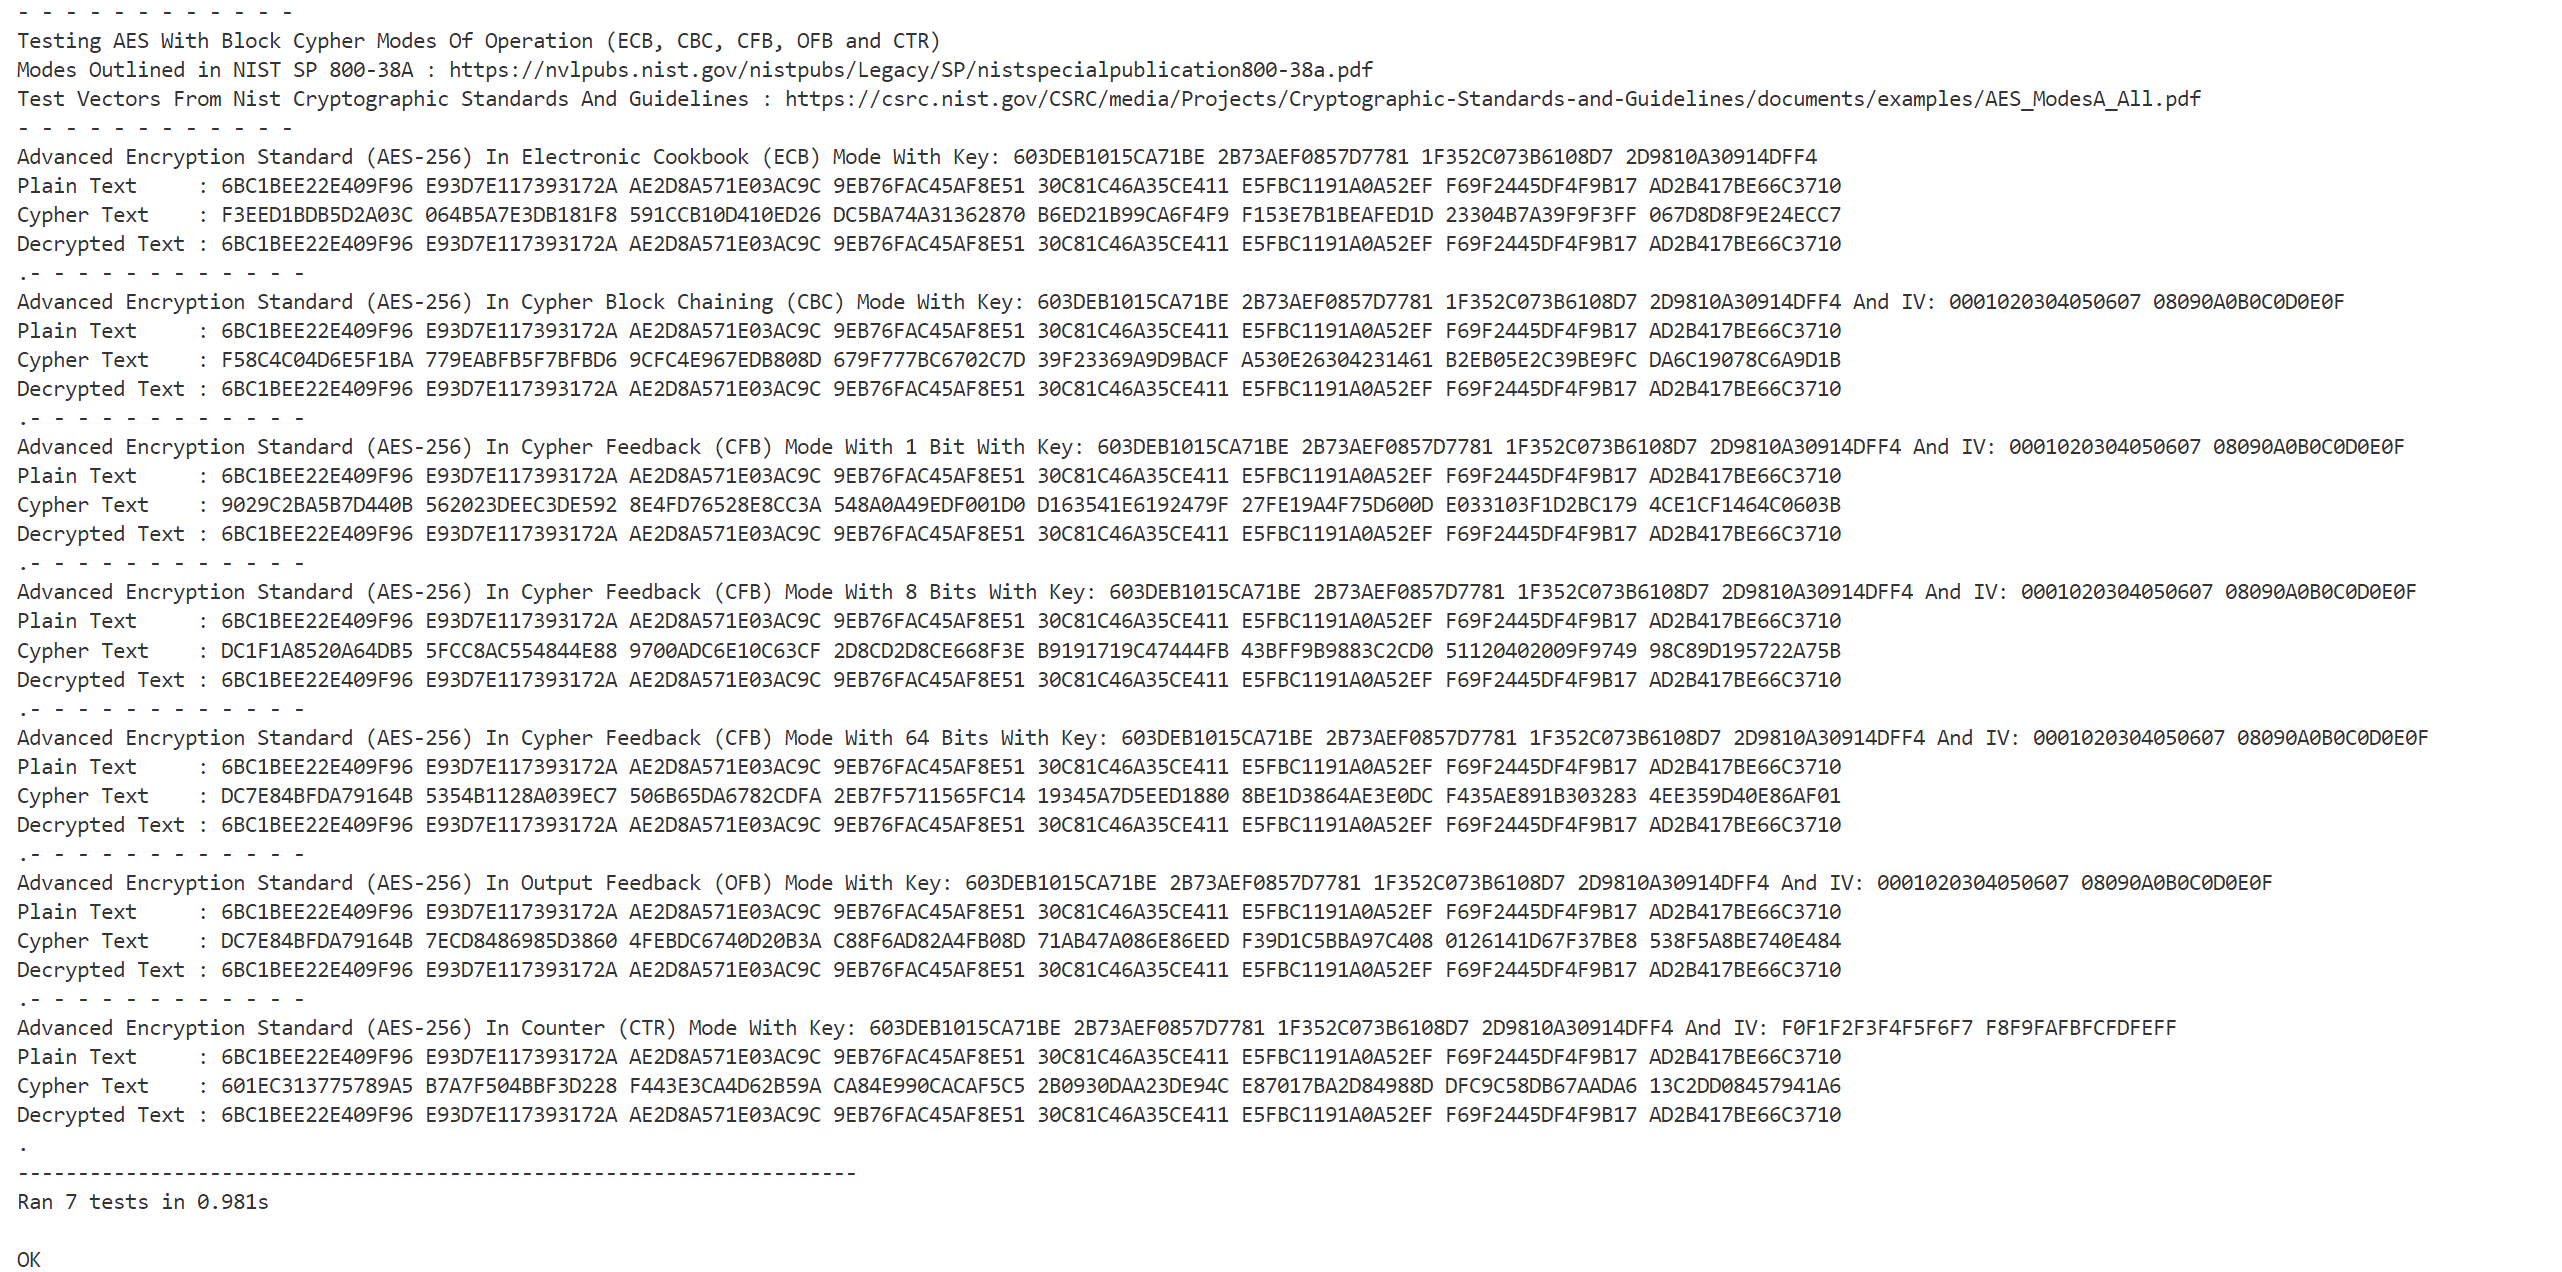 - - - - - - - - - - - -
Testing AES With Block Cypher Modes Of Operation (ECB, CBC, CFB, OFB and CTR)
Modes Outlined in NIST SP 800-38A : https://nvlpubs.nist.gov/nistpubs/Legacy/SP/nistspecialpublication800-38a.pdf
Test Vectors From Nist Cryptographic Standards And Guidelines : https://csrc.nist.gov/CSRC/media/Projects/Cryptographic-Standards-and-Guidelines/documents/examples/AES_ModesA_All.pdf
- - - - - - - - - - - -
Advanced Encryption Standard (AES-256) In Electronic Cookbook (ECB) Mode With Key: 603DEB1015CA71BE 2B73AEF0857D7781 1F352C073B6108D7 2D9810A30914DFF4
Plain Text     : 6BC1BEE22E409F96 E93D7E117393172A AE2D8A571E03AC9C 9EB76FAC45AF8E51 30C81C46A35CE411 E5FBC1191A0A52EF F69F2445DF4F9B17 AD2B417BE66C3710
Cypher Text    : F3EED1BDB5D2A03C 064B5A7E3DB181F8 591CCB10D410ED26 DC5BA74A31362870 B6ED21B99CA6F4F9 F153E7B1BEAFED1D 23304B7A39F9F3FF 067D8D8F9E24ECC7
Decrypted Text : 6BC1BEE22E409F96 E93D7E117393172A AE2D8A571E03AC9C 9EB76FAC45AF8E51 30C81C46A35CE411 E5FBC1191A0A52EF F69F2445DF4F9B17 AD2B417BE66C3710
.- - - - - - - - - - - -
Advanced Encryption Standard (AES-256) In Cypher Block Chaining (CBC) Mode With Key: 603DEB1015CA71BE 2B73AEF0857D7781 1F352C073B6108D7 2D9810A30914DFF4 And IV: 0001020304050607 08090A0B0C0D0E0F
Plain Text     : 6BC1BEE22E409F96 E93D7E117393172A AE2D8A571E03AC9C 9EB76FAC45AF8E51 30C81C46A35CE411 E5FBC1191A0A52EF F69F2445DF4F9B17 AD2B417BE66C3710
Cypher Text    : F58C4C04D6E5F1BA 779EABFB5F7BFBD6 9CFC4E967EDB808D 679F777BC6702C7D 39F23369A9D9BACF A530E26304231461 B2EB05E2C39BE9FC DA6C19078C6A9D1B
Decrypted Text : 6BC1BEE22E409F96 E93D7E117393172A AE2D8A571E03AC9C 9EB76FAC45AF8E51 30C81C46A35CE411 E5FBC1191A0A52EF F69F2445DF4F9B17 AD2B417BE66C3710
.- - - - - - - - - - - -
Advanced Encryption Standard (AES-256) In Cypher Feedback (CFB) Mode With 1 Bit With Key: 603DEB1015CA71BE 2B73AEF0857D7781 1F352C073B6108D7 2D9810A30914DFF4 And IV: 0001020304050607 08090A0B0C0D0E0F
Plain Text     : 6BC1BEE22E409F96 E93D7E117393172A AE2D8A571E03AC9C 9EB76FAC45AF8E51 30C81C46A35CE411 E5FBC1191A0A52EF F69F2445DF4F9B17 AD2B417BE66C3710
Cypher Text    : 9029C2BA5B7D440B 562023DEEC3DE592 8E4FD76528E8CC3A 548A0A49EDF001D0 D163541E6192479F 27FE19A4F75D600D E033103F1D2BC179 4CE1CF1464C0603B
Decrypted Text : 6BC1BEE22E409F96 E93D7E117393172A AE2D8A571E03AC9C 9EB76FAC45AF8E51 30C81C46A35CE411 E5FBC1191A0A52EF F69F2445DF4F9B17 AD2B417BE66C3710
.- - - - - - - - - - - -
Advanced Encryption Standard (AES-256) In Cypher Feedback (CFB) Mode With 8 Bits With Key: 603DEB1015CA71BE 2B73AEF0857D7781 1F352C073B6108D7 2D9810A30914DFF4 And IV: 0001020304050607 08090A0B0C0D0E0F
Plain Text     : 6BC1BEE22E409F96 E93D7E117393172A AE2D8A571E03AC9C 9EB76FAC45AF8E51 30C81C46A35CE411 E5FBC1191A0A52EF F69F2445DF4F9B17 AD2B417BE66C3710
Cypher Text    : DC1F1A8520A64DB5 5FCC8AC554844E88 9700ADC6E10C63CF 2D8CD2D8CE668F3E B9191719C47444FB 43BFF9B9883C2CD0 51120402009F9749 98C89D195722A75B
Decrypted Text : 6BC1BEE22E409F96 E93D7E117393172A AE2D8A571E03AC9C 9EB76FAC45AF8E51 30C81C46A35CE411 E5FBC1191A0A52EF F69F2445DF4F9B17 AD2B417BE66C3710
.- - - - - - - - - - - -
Advanced Encryption Standard (AES-256) In Cypher Feedback (CFB) Mode With 64 Bits With Key: 603DEB1015CA71BE 2B73AEF0857D7781 1F352C073B6108D7 2D9810A30914DFF4 And IV: 0001020304050607 08090A0B0C0D0E0F
Plain Text     : 6BC1BEE22E409F96 E93D7E117393172A AE2D8A571E03AC9C 9EB76FAC45AF8E51 30C81C46A35CE411 E5FBC1191A0A52EF F69F2445DF4F9B17 AD2B417BE66C3710
Cypher Text    : DC7E84BFDA79164B 5354B1128A039EC7 506B65DA6782CDFA 2EB7F5711565FC14 19345A7D5EED1880 8BE1D3864AE3E0DC F435AE891B303283 4EE359D40E86AF01
Decrypted Text : 6BC1BEE22E409F96 E93D7E117393172A AE2D8A571E03AC9C 9EB76FAC45AF8E51 30C81C46A35CE411 E5FBC1191A0A52EF F69F2445DF4F9B17 AD2B417BE66C3710
.- - - - - - - - - - - -
Advanced Encryption Standard (AES-256) In Output Feedback (OFB) Mode With Key: 603DEB1015CA71BE 2B73AEF0857D7781 1F352C073B6108D7 2D9810A30914DFF4 And IV: 0001020304050607 08090A0B0C0D0E0F
Plain Text     : 6BC1BEE22E409F96 E93D7E117393172A AE2D8A571E03AC9C 9EB76FAC45AF8E51 30C81C46A35CE411 E5FBC1191A0A52EF F69F2445DF4F9B17 AD2B417BE66C3710
Cypher Text    : DC7E84BFDA79164B 7ECD8486985D3860 4FEBDC6740D20B3A C88F6AD82A4FB08D 71AB47A086E86EED F39D1C5BBA97C408 0126141D67F37BE8 538F5A8BE740E484
Decrypted Text : 6BC1BEE22E409F96 E93D7E117393172A AE2D8A571E03AC9C 9EB76FAC45AF8E51 30C81C46A35CE411 E5FBC1191A0A52EF F69F2445DF4F9B17 AD2B417BE66C3710
.- - - - - - - - - - - -
Advanced Encryption Standard (AES-256) In Counter (CTR) Mode With Key: 603DEB1015CA71BE 2B73AEF0857D7781 1F352C073B6108D7 2D9810A30914DFF4 And IV: F0F1F2F3F4F5F6F7 F8F9FAFBFCFDFEFF
Plain Text     : 6BC1BEE22E409F96 E93D7E117393172A AE2D8A571E03AC9C 9EB76FAC45AF8E51 30C81C46A35CE411 E5FBC1191A0A52EF F69F2445DF4F9B17 AD2B417BE66C3710
Cypher Text    : 601EC313775789A5 B7A7F504BBF3D228 F443E3CA4D62B59A CA84E990CACAF5C5 2B0930DAA23DE94C E87017BA2D84988D DFC9C58DB67AADA6 13C2DD08457941A6
Decrypted Text : 6BC1BEE22E409F96 E93D7E117393172A AE2D8A571E03AC9C 9EB76FAC45AF8E51 30C81C46A35CE411 E5FBC1191A0A52EF F69F2445DF4F9B17 AD2B417BE66C3710
.
----------------------------------------------------------------------
Ran 7 tests in 0.981s

OK